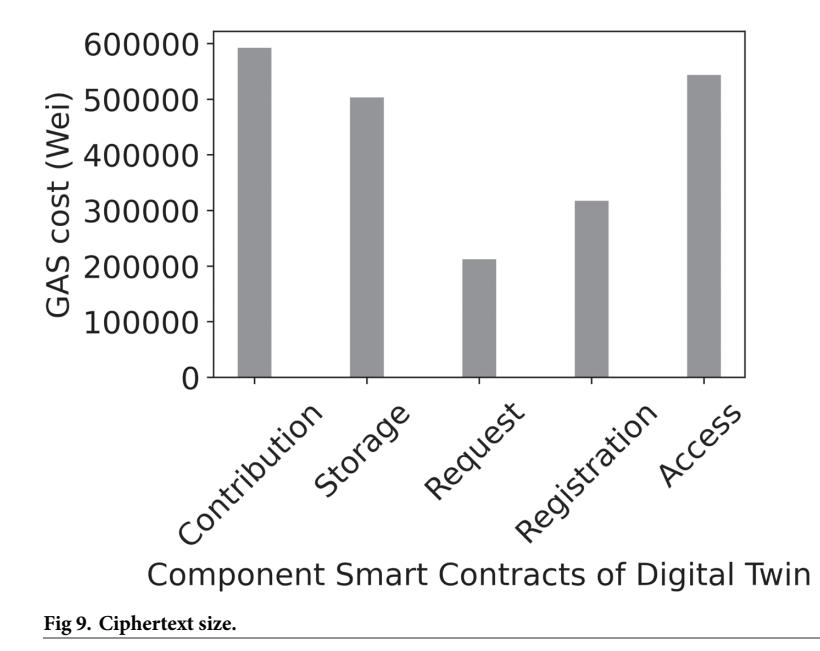 GAS cost (Wei)
600000
500000
400000
300000
200000
100000
0
Contribution
Storage
Request
Registration
Access
Component Smart Contracts of Digital Twin
Fig 9. Ciphertext size.